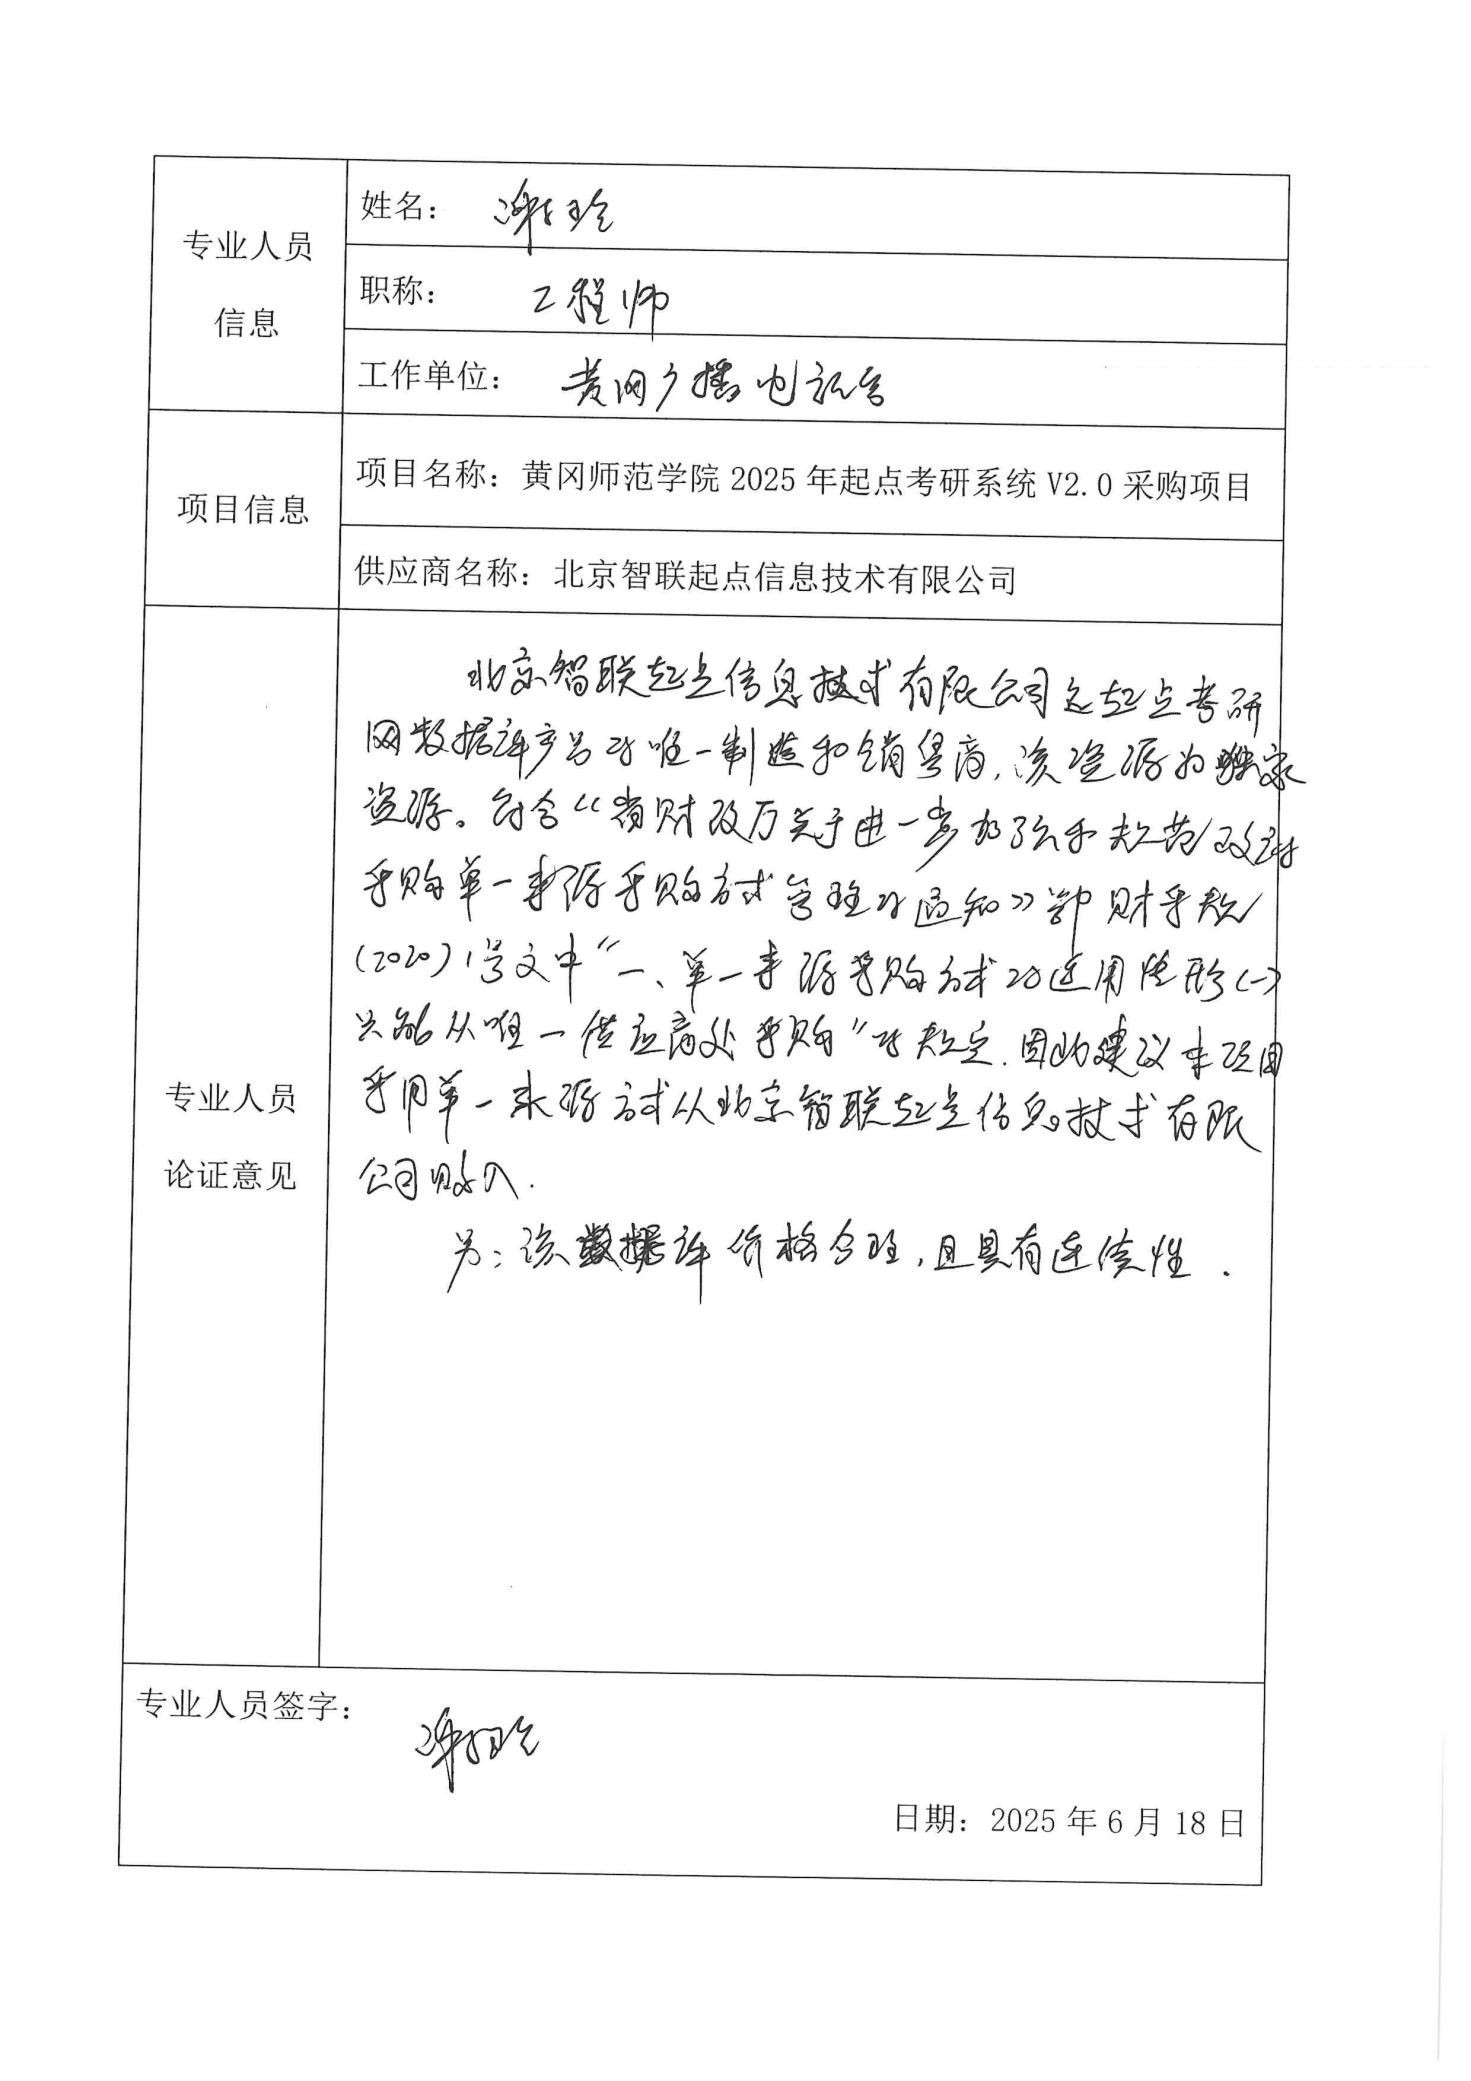 专业人员
信息
姓名： 谢玲
职称： 工程师
工作单位： 黄冈广播电视台
项目信息
项目名称：黄冈师范学院 2025 年起点考研系统 V2.0 采购项目
供应商名称：北京智联起点信息技术有限公司
专业人员
论证意见
北京智联起点信息技术有限公司是起点考研
网数据库产品的唯一制造和销售商，该资源为独家
资源。符合《省财政厅关于进一步加强和规范政府
采购单一来源采购方式管理的通知》鄂财采规
(2020)1号文中“一、单一来源采购方式的适用情形(一)
只能从唯一供应商处采购”的规定.因此建议本项目
采用单一来源方式从北京智联起点信息技术有限
公司购入.
另：该数据库价格合理，且具有连续性.
专业人员签字： 谢玲
日期：2025 年 6 月 18 日